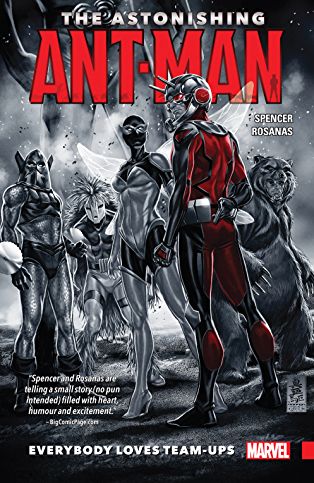 THE ASTONISHING
ANT-MAN
SPENCER
ROSANAS
"Spencer and Rosanas are
telling a small story (no pun
intended) filled with heart,
humour and excitement."
–BigComicPage.com
EVERYBODY LOVES TEAM-UPS
MARVEL